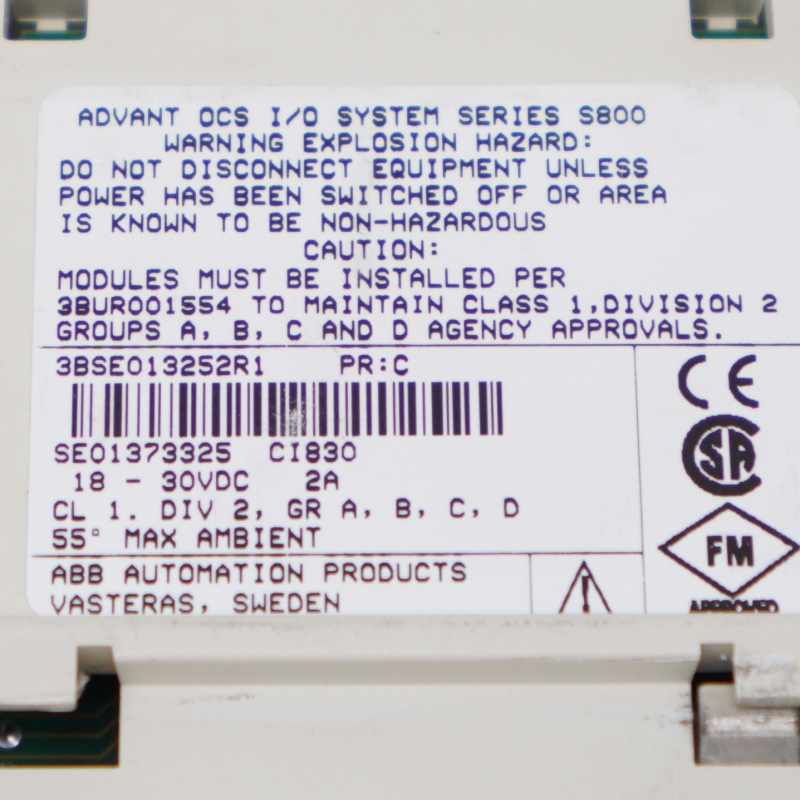 ADVANT OCS I/O SYSTEM SERIES S800
WARNING EXPLOSION HAZARD:
DO NOT DISCONNECT EQUIPMENT UNLESS
POWER HAS BEEN SWITCHED OFF OR AREA
IS KNOWN TO BE NON-HAZARDOUS
CAUTION:
MODULES MUST BE INSTALLED PER
3BUR001554 TO MAINTAIN CLASS 1,DIVISION 2
GROUPS A, B, C AND D AGENCY APPROVALS.
3BSE013252R1 PR:C
CE
SE01373325 CI830
SA
18 - 30VDC 2A
CL 1. DIV 2, GR A, B, C, D
55° MAX AMBIENT
FM
APPROVED
ABB AUTOMATION PRODUCTS
VASTERAS, SWEDEN